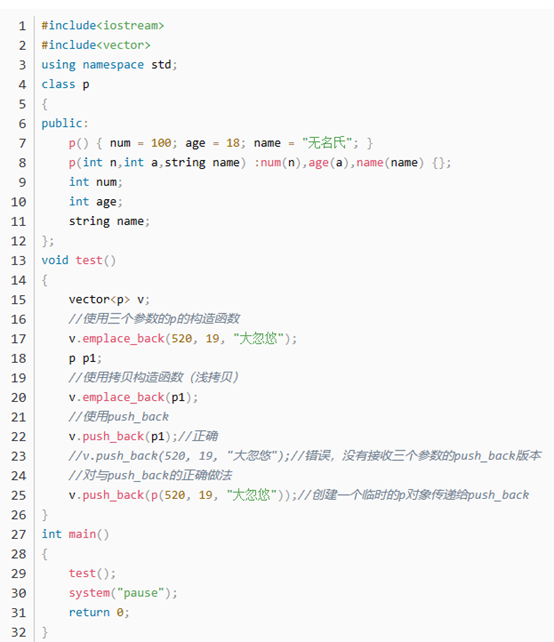 1 #include<iostream>
2 #include<vector>
3 using namespace std;
4 class p
5 {
6 public:
7     p() { num = 100; age = 18; name = "无名氏"; }
8     p(int n,int a,string name) :num(n),age(a),name(name) {};
9     int num;
10     int age;
11     string name;
12 };
13 void test()
14 {
15     vector<p> v;
16     //使用三个参数的p的构造函数
17     v.emplace_back(520, 19, "大忽悠");
18     p p1;
19     //使用拷贝构造函数（浅拷贝）
20     v.emplace_back(p1);
21     //使用push_back
22     v.push_back(p1);//正确
23     //v.push_back(520, 19, "大忽悠");//错误，没有接收三个参数的push_back版本
24     //对与push_back的正确做法
25     v.push_back(p(520, 19, "大忽悠"));//创建一个临时的p对象传递给push_back
26 }
27 int main()
28 {
29     test();
30     system("pause");
31     return 0;
32 }